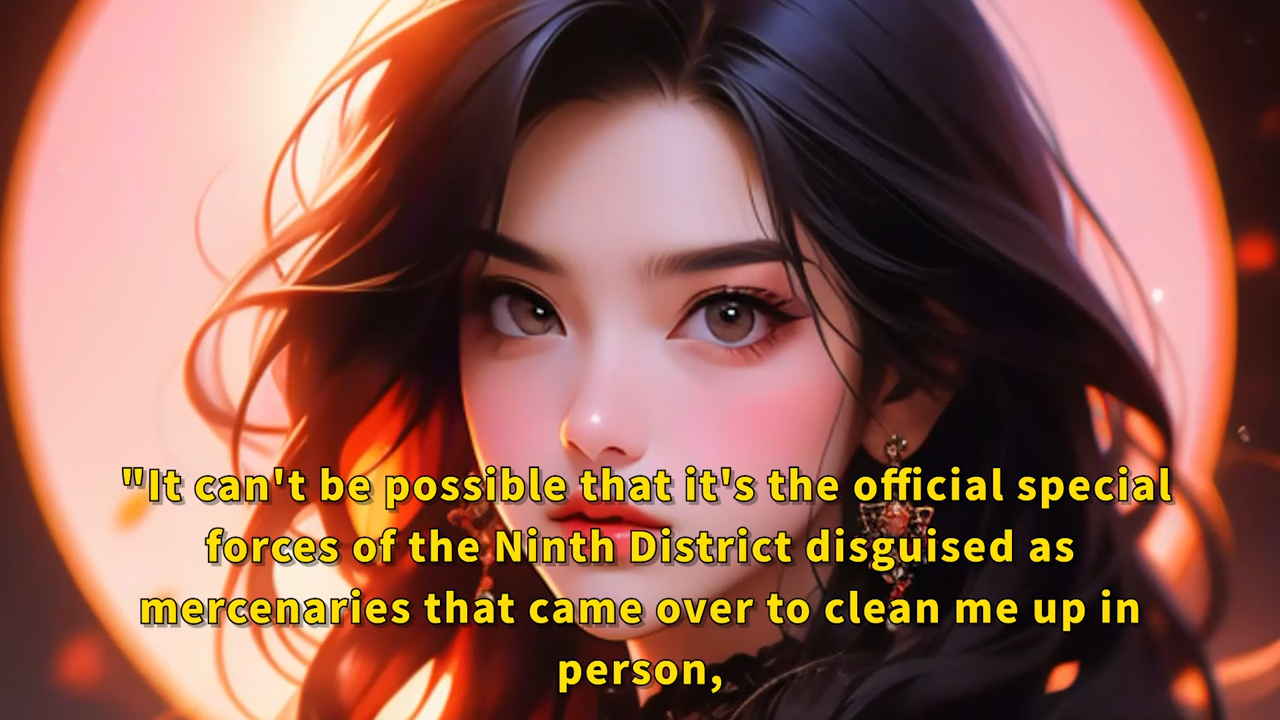 "It can't be possible that it's the official special
forces of the Ninth District disguised as
mercenaries that came over to clean me up in
person,